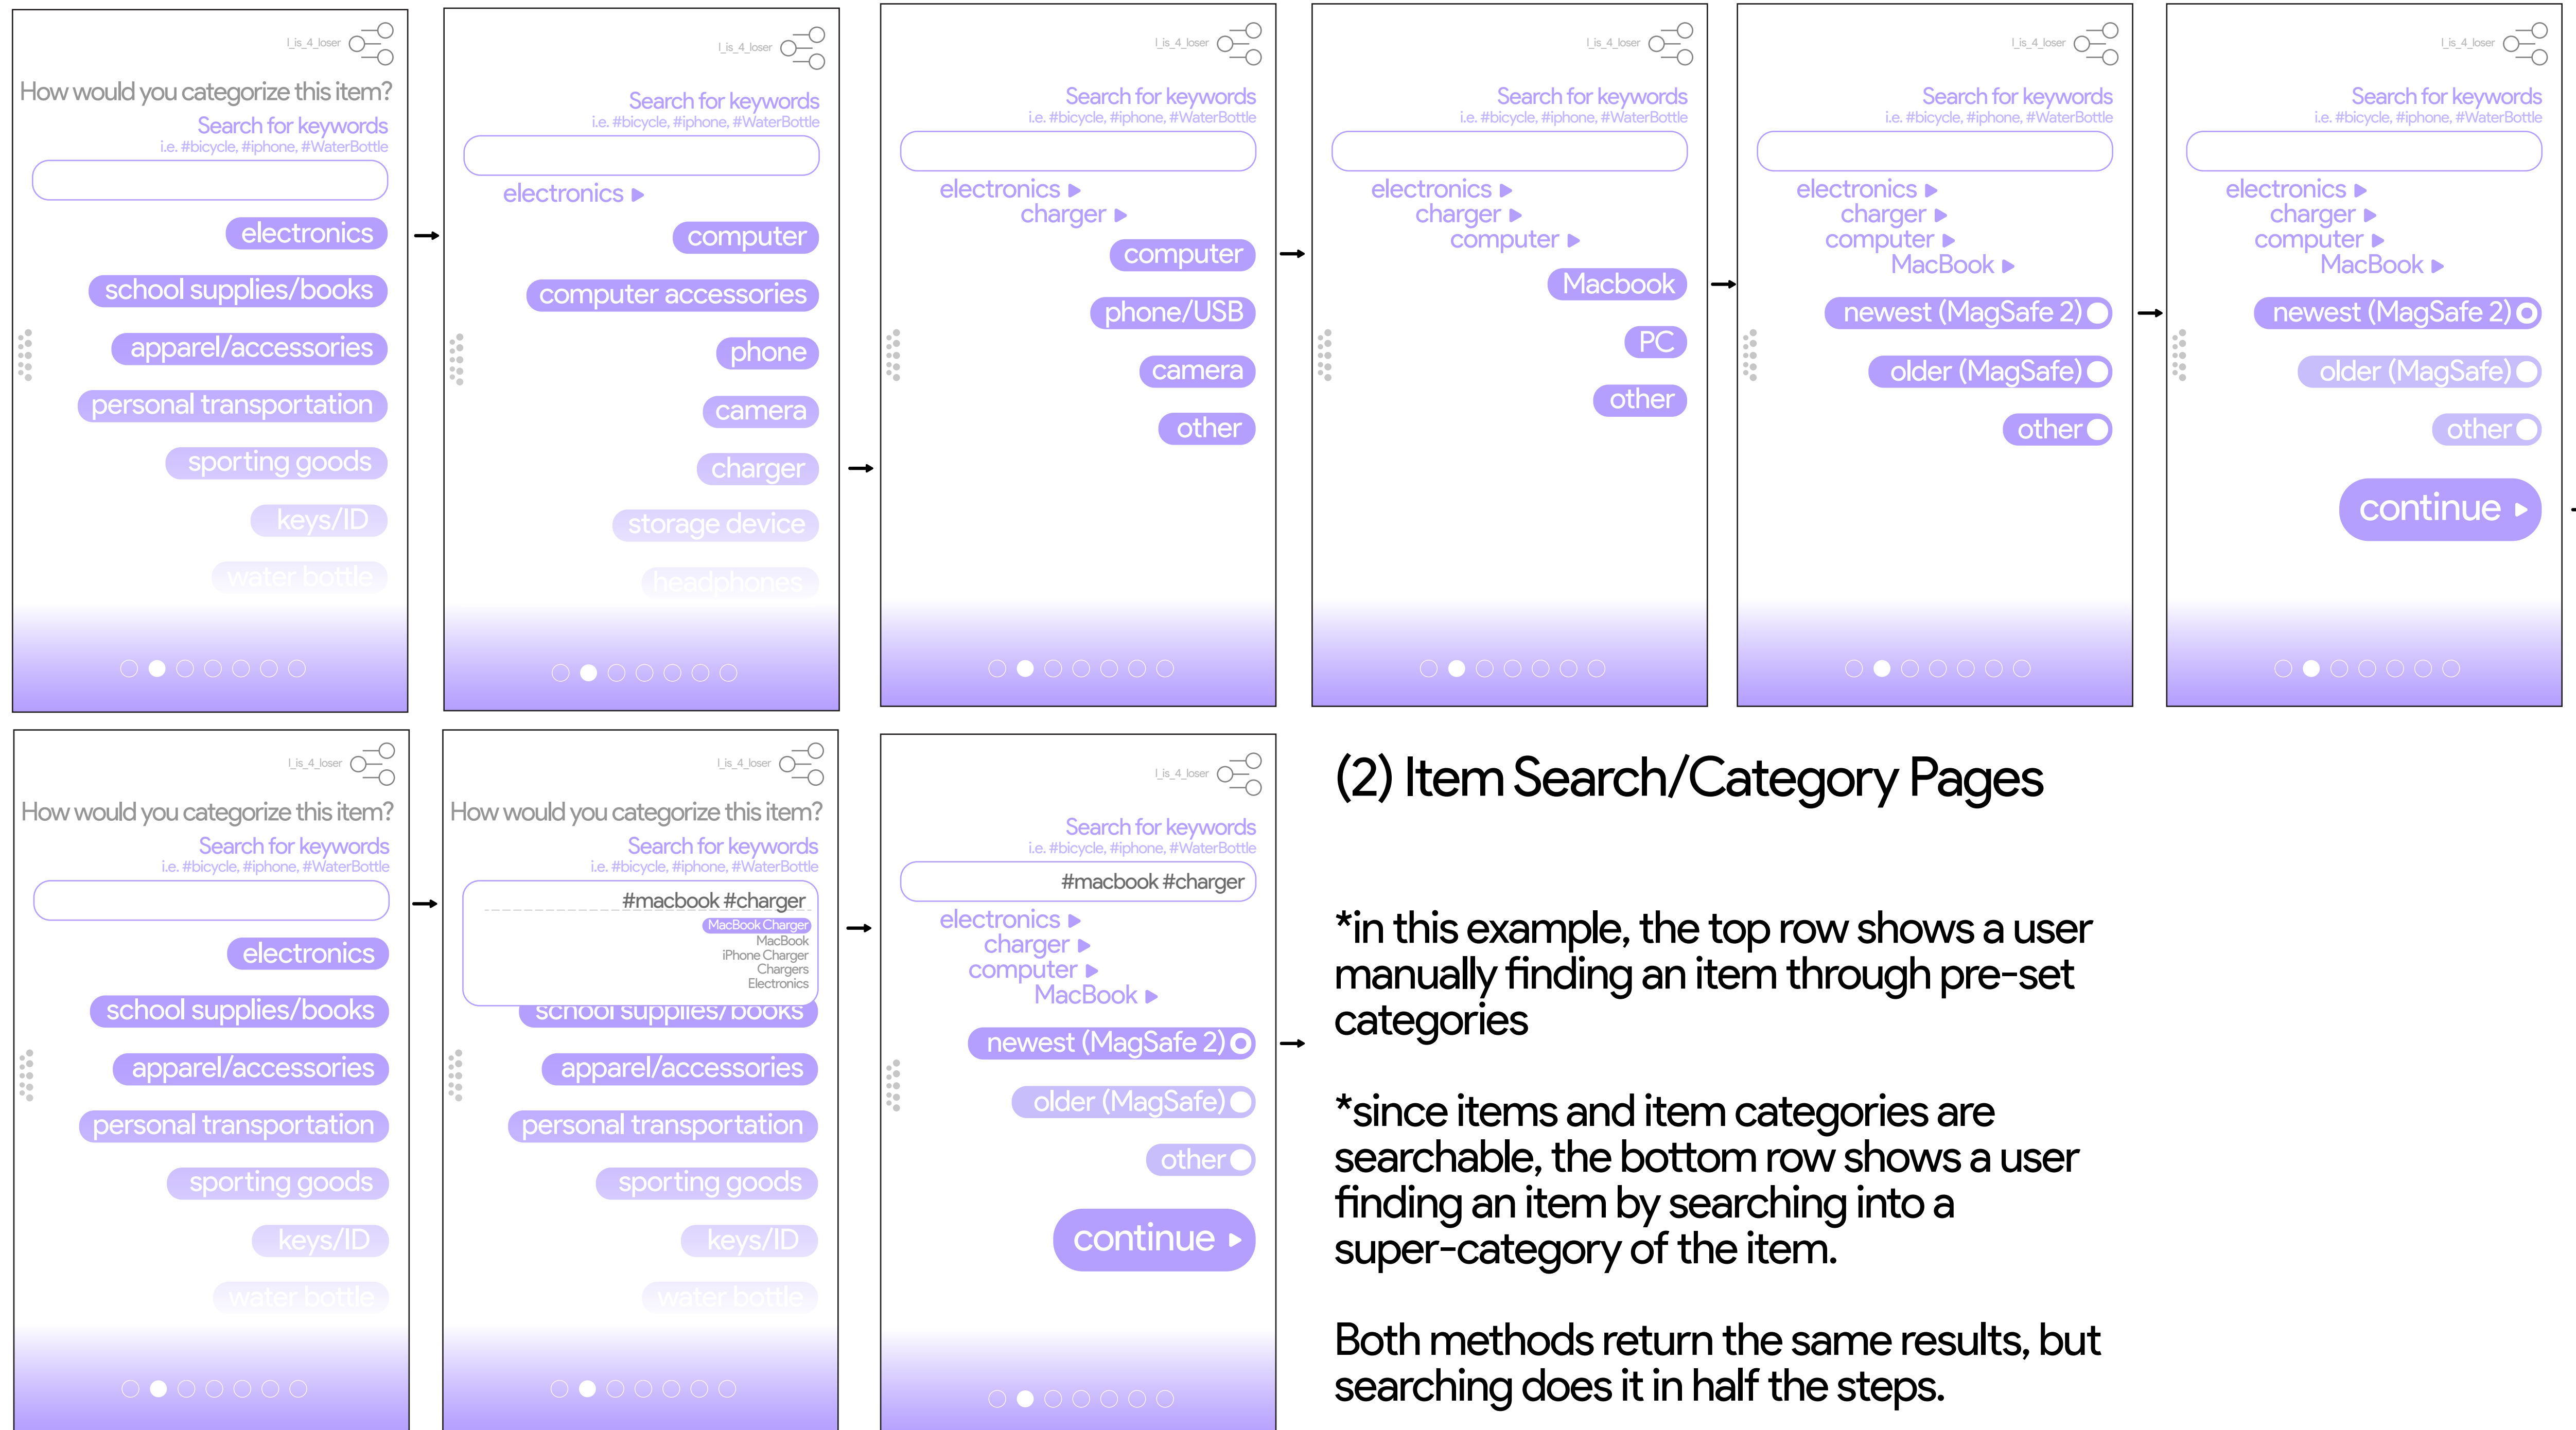 l_is_4_loser
How would you categorize this item?
Search for keywords
i.e. #bicycle, #iphone, #WaterBottle
electronics
school supplies/books
apparel/accessories
personal transportation
sporting goods
keys/ID
water bottle
l_is_4_loser
Search for keywords
i.e. #bicycle, #iphone, #WaterBottle
electronics
computer
computer accessories
phone
camera
charger
storage device
headphones
l_is_4_loser
Search for keywords
i.e. #bicycle, #iphone, #WaterBottle
electronics
charger
computer
phone/USB
camera
other
l_is_4_loser
Search for keywords
i.e. #bicycle, #iphone, #WaterBottle
electronics
charger
computer
Macbook
PC
other
l_is_4_loser
Search for keywords
i.e. #bicycle, #iphone, #WaterBottle
electronics
charger
computer
MacBook
newest (MagSafe 2)
older (MagSafe)
other
l_is_4_loser
Search for keywords
i.e. #bicycle, #iphone, #WaterBottle
electronics
charger
computer
MacBook
newest (MagSafe 2)
older (MagSafe)
other
continue
l_is_4_loser
How would you categorize this item?
Search for keywords
i.e. #bicycle, #iphone, #WaterBottle
electronics
school supplies/books
apparel/accessories
personal transportation
sporting goods
keys/ID
water bottle
l_is_4_loser
How would you categorize this item?
Search for keywords
i.e. #bicycle, #iphone, #WaterBottle
#macbook #charger
MacBook Charger
MacBook
iPhone Charger
Chargers
Electronics
school supplies/books
apparel/accessories
personal transportation
sporting goods
keys/ID
water bottle
l_is_4_loser
Search for keywords
i.e. #bicycle, #iphone, #WaterBottle
#macbook #charger
electronics
charger
computer
MacBook
newest (MagSafe 2)
older (MagSafe)
other
continue
(2) Item Search/Category Pages
*in this example, the top row shows a user
manually finding an item through pre-set
categories
*since items and item categories are
searchable, the bottom row shows a user
finding an item by searching into a
super-category of the item.
Both methods return the same results, but
searching does it in half the steps.